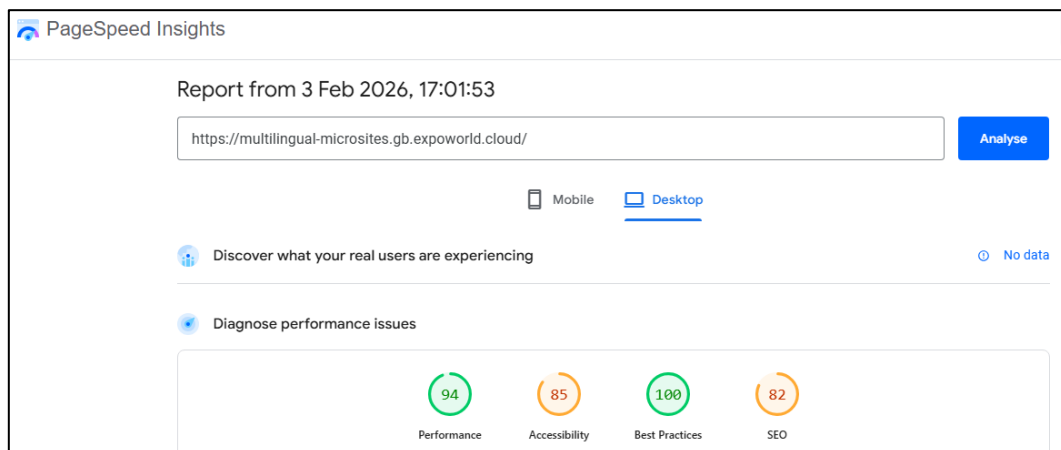 PageSpeed Insights
Report from 3 Feb 2026, 17:01:53
https://multilingual-microsites.gb.expoworld.cloud/
Analyse
Mobile
Desktop
Discover what your real users are experiencing
No data
Diagnose performance issues
94
85
100
82
Performance
Accessibility
Best Practices
SEO